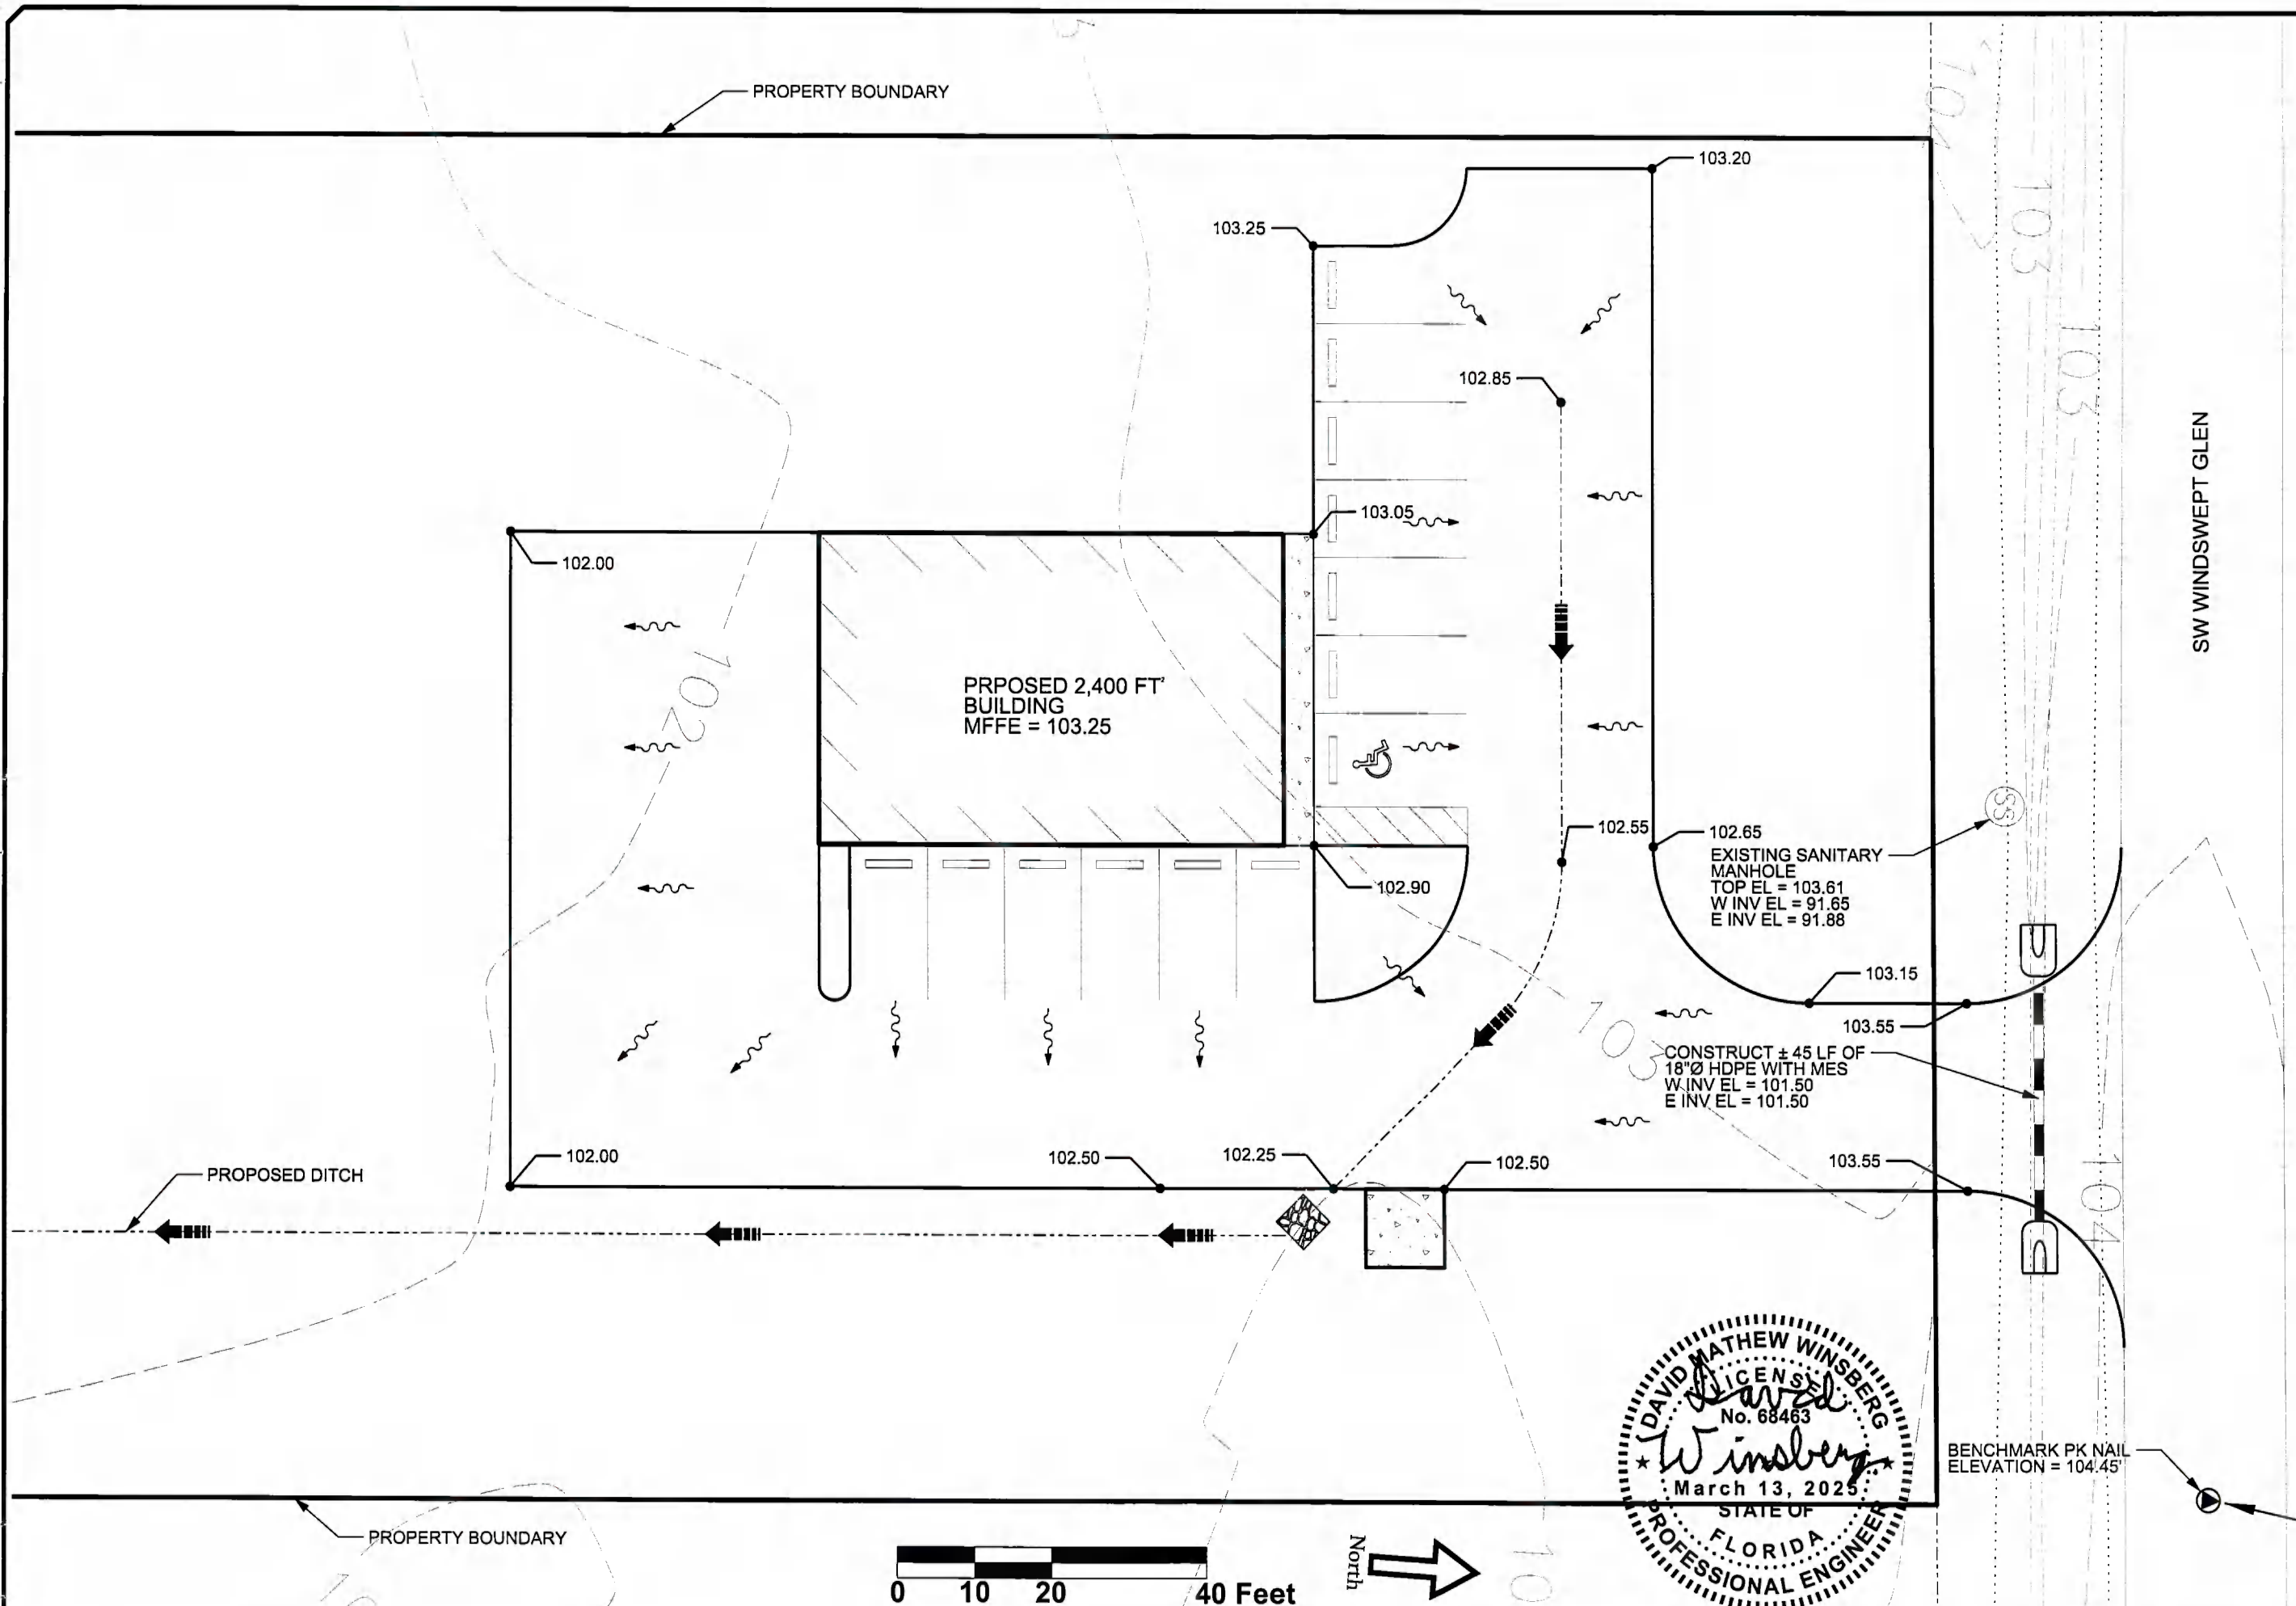 PROPERTY BOUNDARY
103.20
103.25
104
103
103
102.85
SW WINDSWEPT GLEN
103.05
102.00
102
PRPOSED 2,400 FT²
BUILDING
MFFE = 103.25
102.55
102.65
EXISTING SANITARY
MANHOLE
TOP EL = 103.61
W INV EL = 91.65
E INV EL = 91.88
SS
102.90
103.15
103.55
103
CONSTRUCT ± 45 LF OF
18"Ø HDPE WITH MES
W INV EL = 101.50
E INV EL = 101.50
102.00
102.50
102.25
102.50
103.55
104
PROPOSED DITCH
DAVID MATHEW WINSBERG
LICENSE
David
No. 68463
Winsberg
March 13, 2025
STATE OF
FLORIDA
PROFESSIONAL ENGINEER
BENCHMARK PK NAIL
ELEVATION = 104.45'
PROPERTY BOUNDARY
0 10 20 40 Feet
North